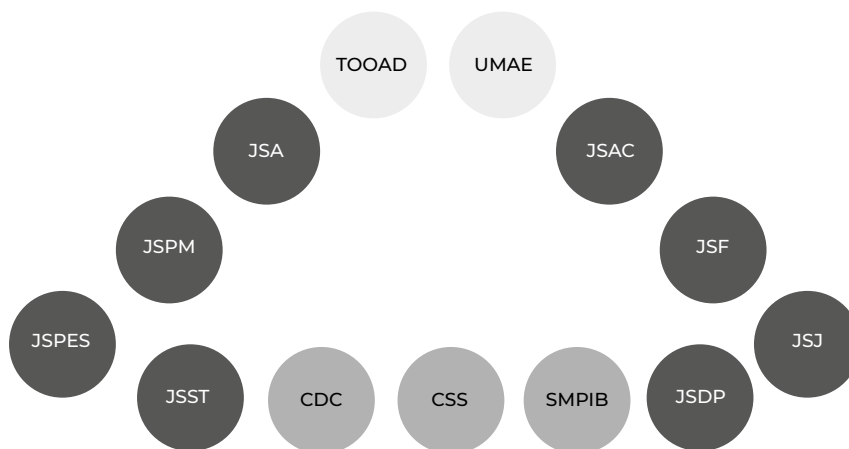 TOOAD
UMAE
JSA
JSAC
JSPM
JSF
JSPES
JSJ
JSST
CDC
CSS
SMPIB
JSDP